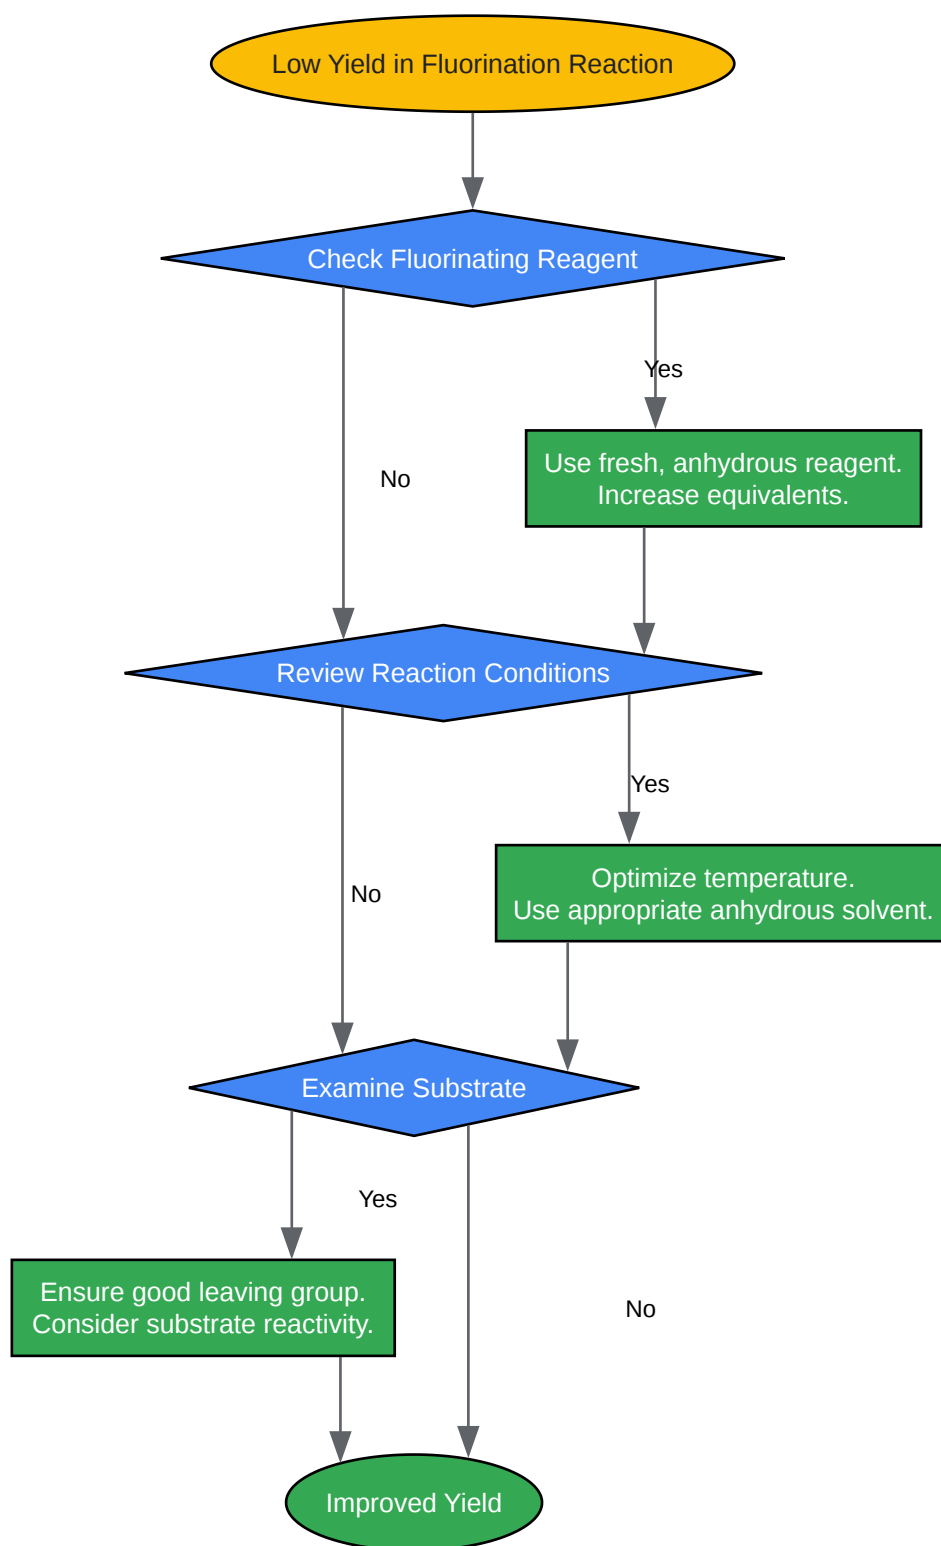 Low Yield in Fluorination Reaction
Check Fluorinating Reagent
Yes
Use fresh, anhydrous reagent.
Increase equivalents.
No
Review Reaction Conditions
Yes
Optimize temperature.
Use appropriate anhydrous solvent.
No
Examine Substrate
Yes
Ensure good leaving group.
Consider substrate reactivity.
No
Improved Yield